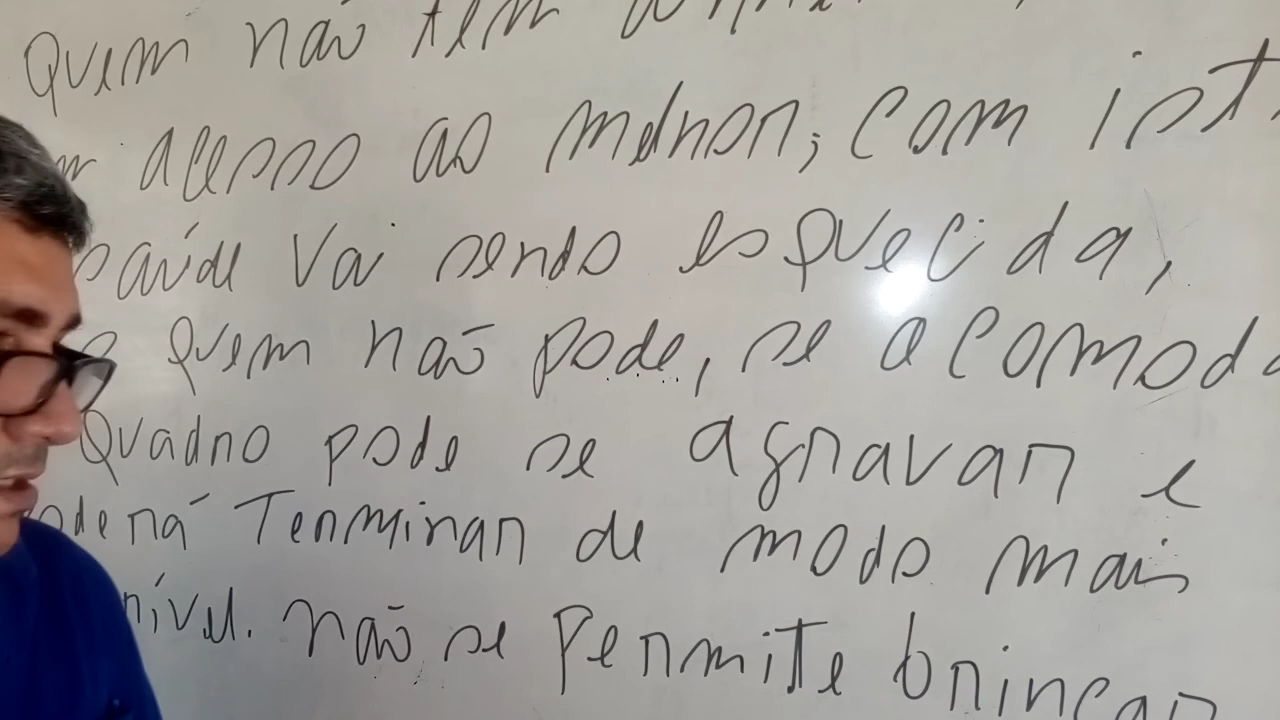 Quem não tem
acesso ao melhor, com ist
saúde vai sendo esquecida,
quem não pode, se acomoda
Quadro pode se agravar e
poderá Terminar de modo mais
nível. não se Permite brincar